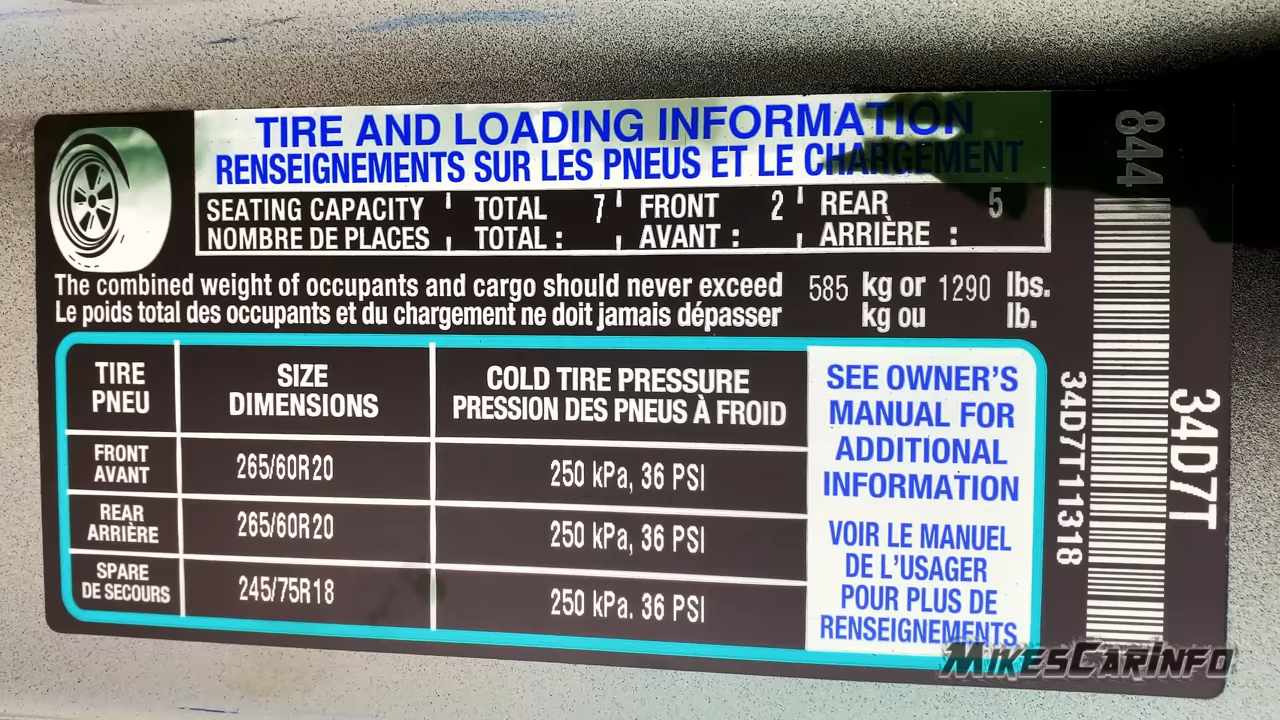 TIRE AND LOADING INFORMATION
RENSEIGNEMENTS SUR LES PNEUS ET LE CHARGEMENT
SEATING CAPACITY TOTAL 7 FRONT 2 REAR 5
NOMBRE DE PLACES TOTAL : AVANT : ARRIÈRE :
The combined weight of occupants and cargo should never exceed 585 kg or 1290 lbs.
Le poids total des occupants et du chargement ne doit jamais dépasser kg ou lb.
TIRE
PNEU
SIZE
DIMENSIONS
COLD TIRE PRESSURE
PRESSION DES PNEUS À FROID
FRONT
AVANT
265/60R20
250 kPa, 36 PSI
REAR
ARRIÈRE
265/60R20
250 kPa, 36 PSI
SPARE
DE SECOURS
245/75R18
250 kPa. 36 PSI
SEE OWNER'S
MANUAL FOR
ADDITIONAL
INFORMATION
VOIR LE MANUEL
DE L'USAGER
POUR PLUS DE
RENSEIGNEMENTS
844
34D7T11318
34D7T
MIKESCARINFO